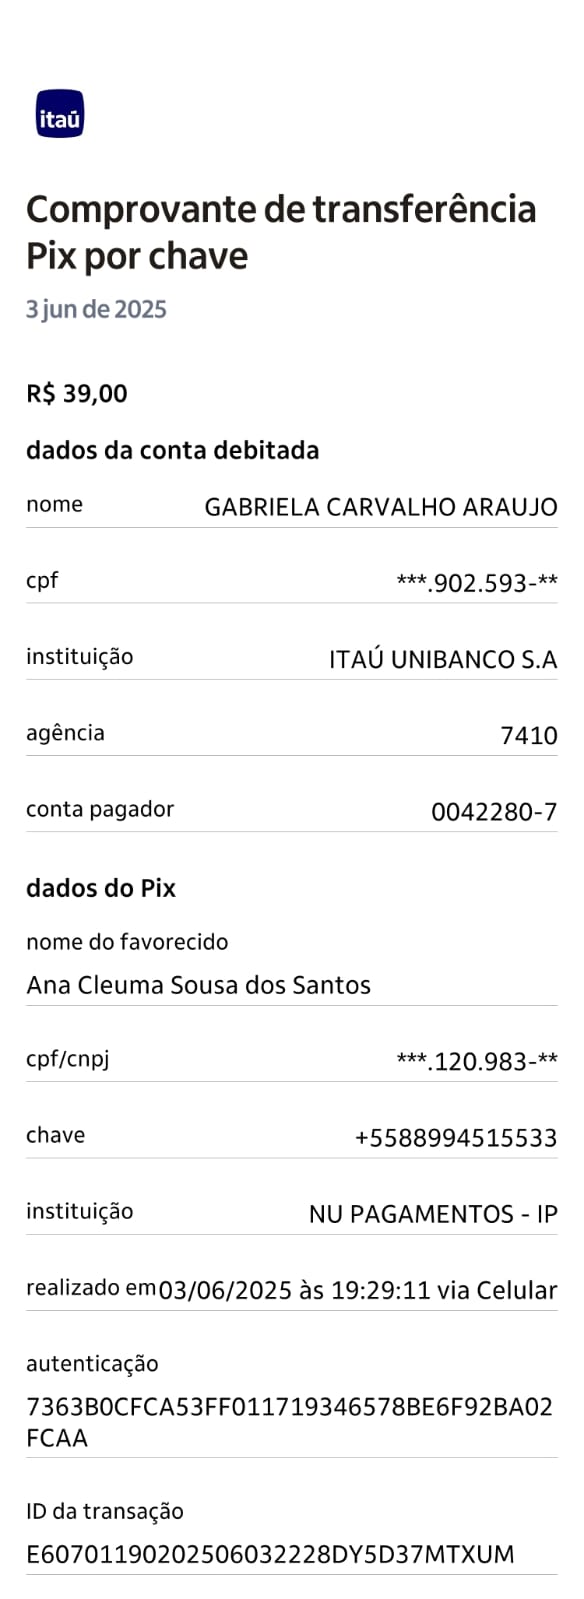 itaú
Comprovante de transferência
Pix por chave
3 jun de 2025
R$ 39,00
dados da conta debitada
nome GABRIELA CARVALHO ARAUJO
cpf ***.902.593-**
instituição ITAÚ UNIBANCO S.A
agência 7410
conta pagador 0042280-7
dados do Pix
nome do favorecido
Ana Cleuma Sousa dos Santos
cpf/cnpj ***.120.983-**
chave +5588994515533
instituição NU PAGAMENTOS - IP
realizado em 03/06/2025 às 19:29:11 via Celular
autenticação
7363B0CFCA53FF011719346578BE6F92BA02
FCAA
ID da transação
E60701190202506032228DY5D37MTXUM